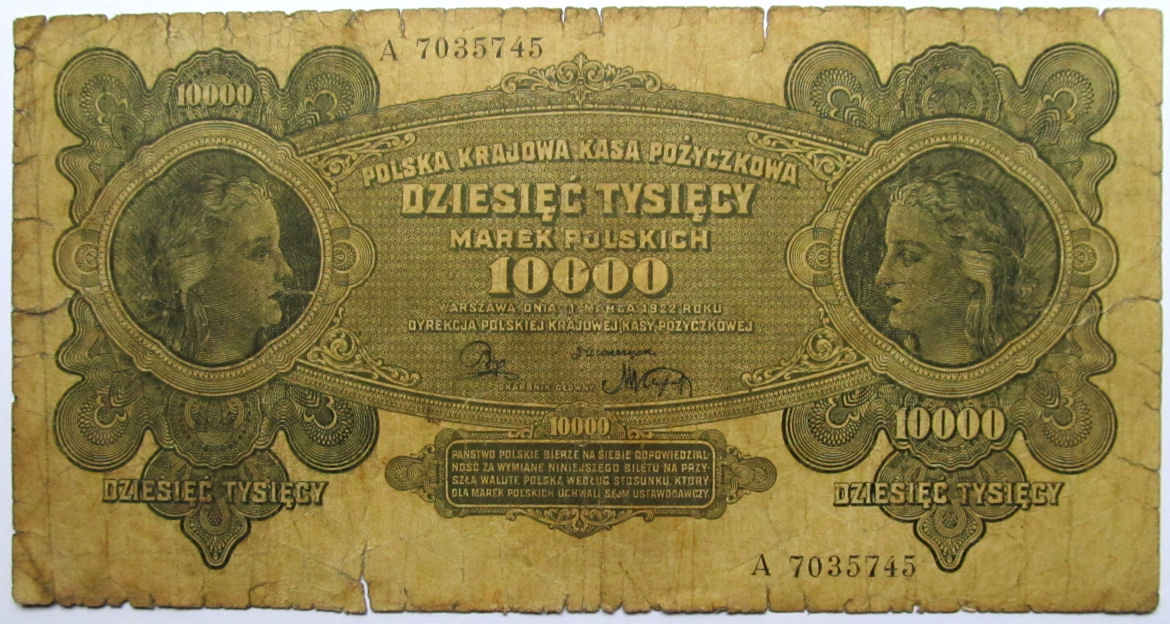 A 7035745
10000
POLSKA KRAJOWA KASA POŻYCZKOWA
DZIESIĘĆ TYSIĘCY
MAREK POLSKICH
10000
WARSZAWA DNIA 11 MARCA 1922 ROKU
DYREKCJA POLSKIEJ KRAJOWEJ KASY POŻYCZKOWEJ
SKARBNIK GŁÓWNY:
10000
10000
PAŃSTWO POLSKIE BIERZE NA SIEBIE ODPOWIEDZIAL-
NOŚĆ ZA WYMIANĘ NINIEJSZEGO BILETU NA PRZY-
SZŁĄ WALUTĘ POLSKĄ WEDŁUG STOSUNKU, KTÓRY
DLA MAREK POLSKICH UCHWALI SEJM USTAWODAWCZY
DZIESIĘĆ TYSIĘCY
DZIESIĘĆ TYSIĘCY
A 7035745